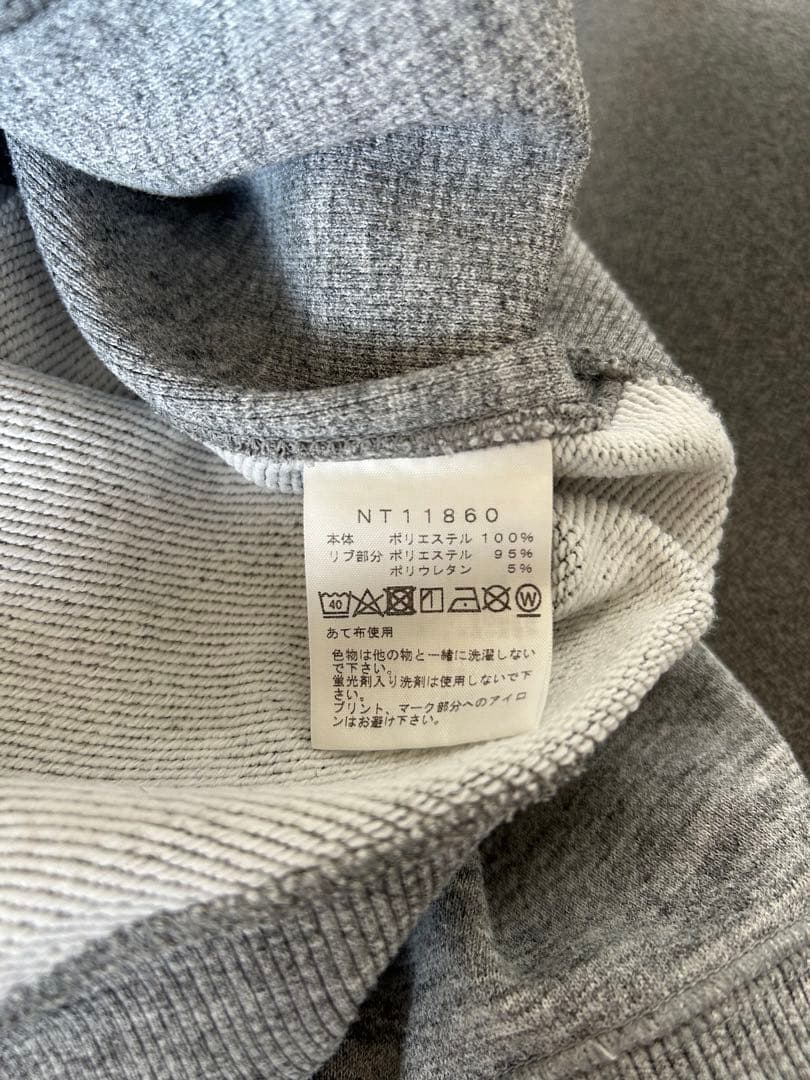 NT11860
本体 ポリエステル 100%
リブ部分 ポリエステル 95%
ポリウレタン 5%
40 W
あて布使用
色物は他の物と一緒に洗濯しない
で下さい。
蛍光剤入り洗剤は使用しないで下
さい。
プリント、マーク部分へのアイロ
ンはお避け下さい。